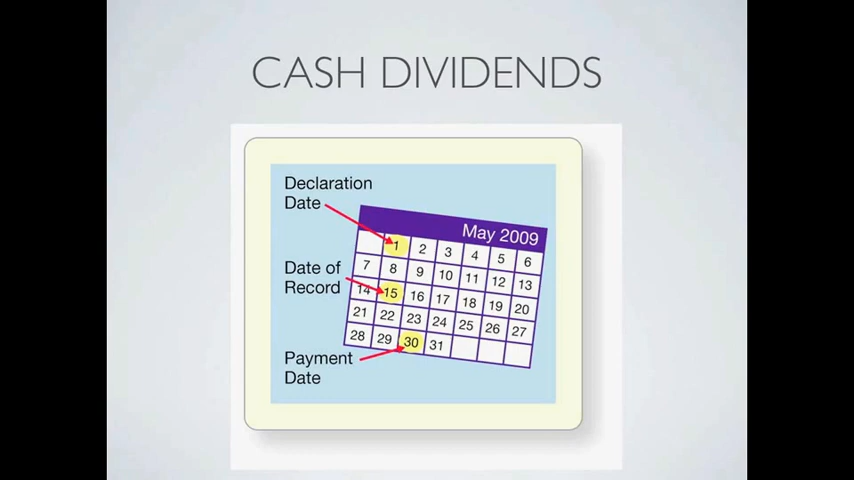 CASH DIVIDENDS
Declaration
Date
May 2009
1 2 3 4 5 6
Date of
Record
7 8 9 10 11 12 13
14 15 16 17 18 19 20
21 22 23 24 25 26 27
28 29 30 31
Payment
Date